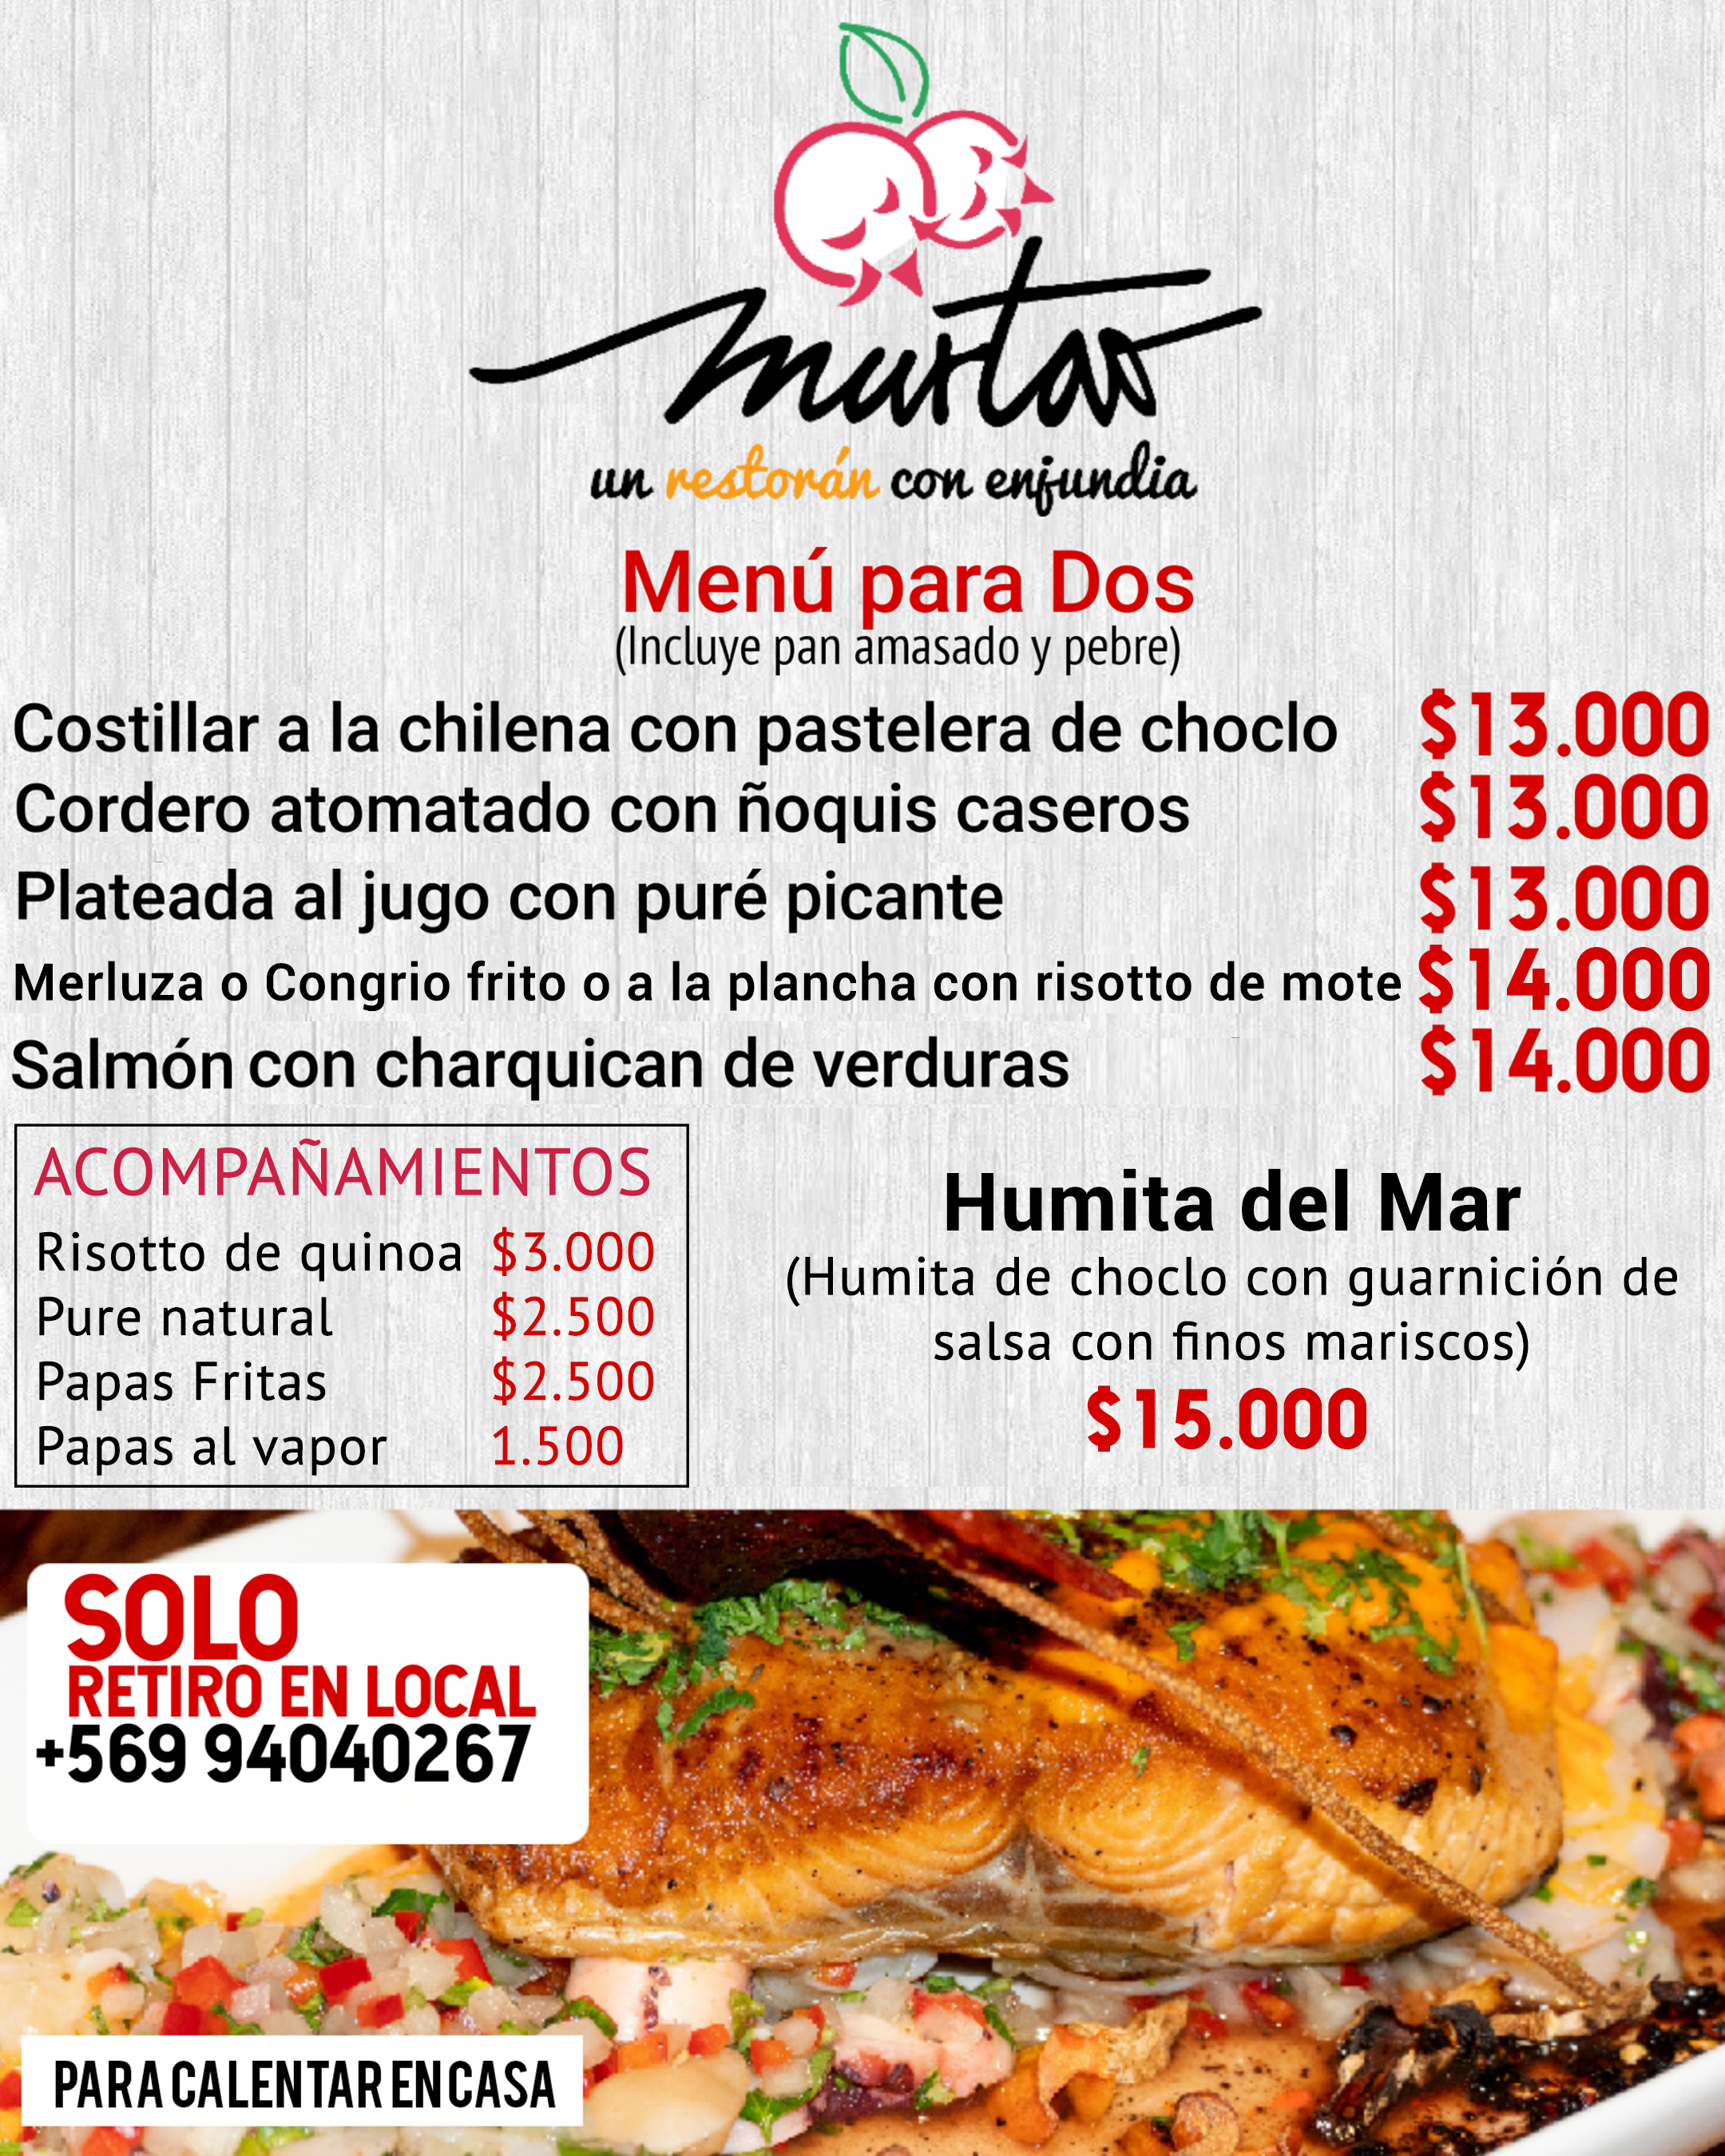 murtas
un restorán con enjundia
Menú para Dos
(Incluye pan amasado y pebre)
Costillar a la chilena con pastelera de choclo $13.000
Cordero atomatado con ñoquis caseros $13.000
Plateada al jugo con puré picante $13.000
Merluza o Congrio frito o a la plancha con risotto de mote $14.000
Salmón con charquican de verduras $14.000
ACOMPAÑAMIENTOS
Risotto de quinoa $3.000
Pure natural $2.500
Papas Fritas $2.500
Papas al vapor 1.500
Humita del Mar
(Humita de choclo con guarnición de
salsa con finos mariscos)
$15.000
SOLO
RETIRO EN LOCAL
+569 94040267
PARA CALENTAR EN CASA